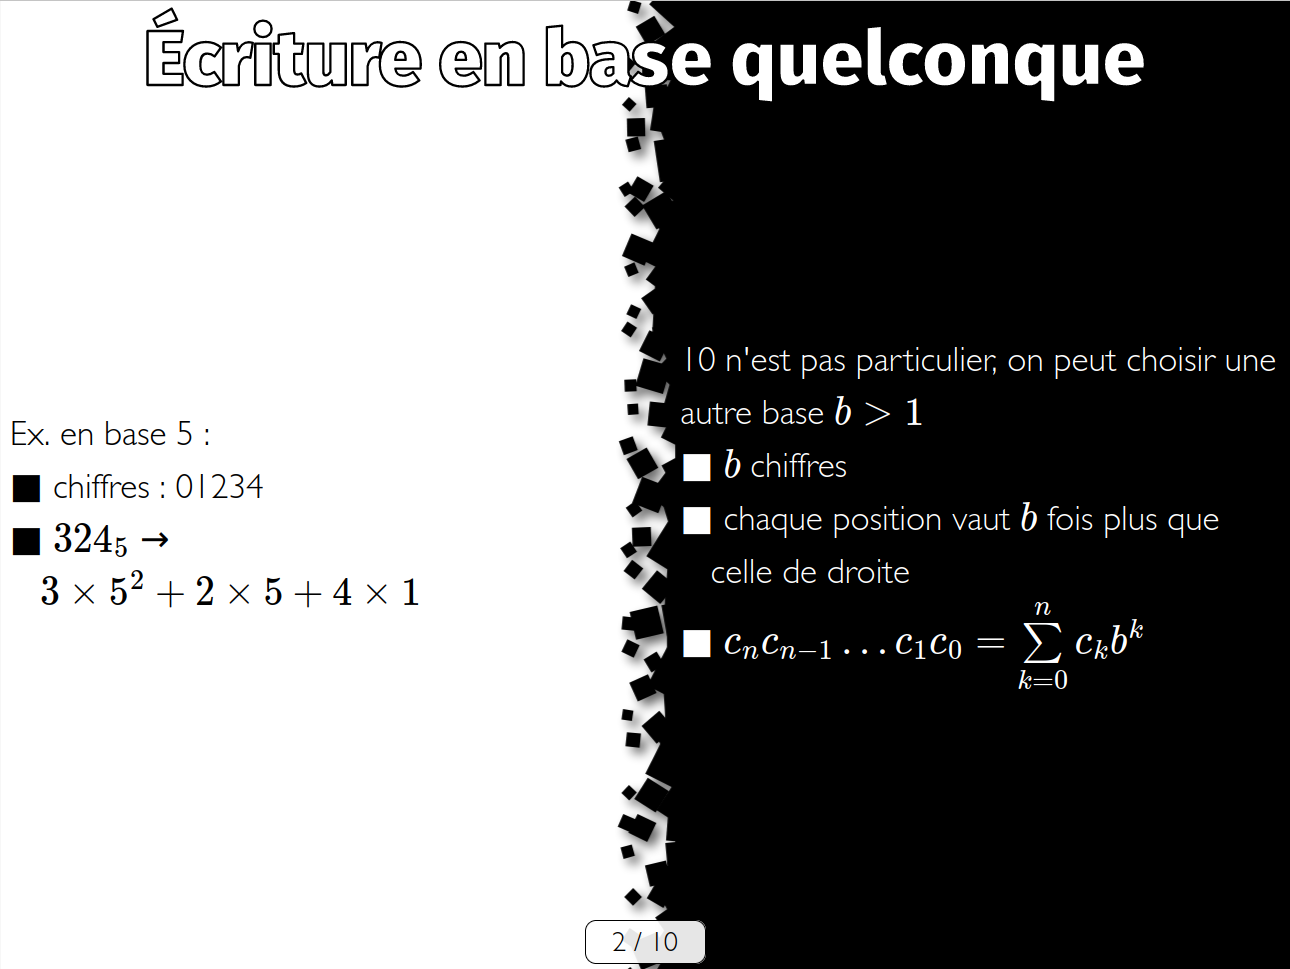 Écriture en base quelconque
Ex. en base 5 :
■ chiffres : 01234
■ 324₅ →
3 × 5² + 2 × 5 + 4 × 1
10 n'est pas particulier, on peut choisir une
autre base b > 1
■ b chiffres
■ chaque position vaut b fois plus que
celle de droite
■ cₙcₙ₋₁ … c₁c₀ = ∑ₖ₌₀ⁿ cₖbᵏ
2 / 10